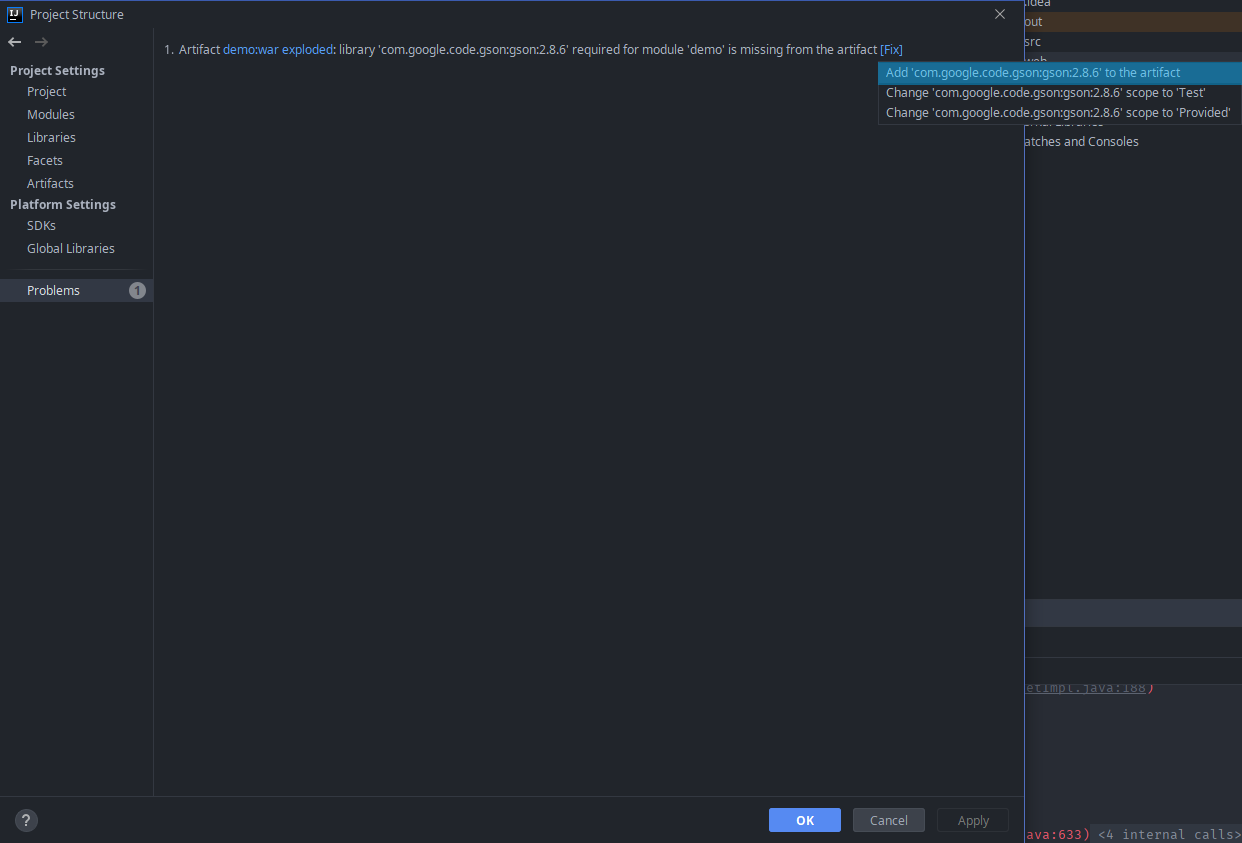 IJ Project Structure
.idea
out
src
web
1. Artifact demo:war exploded: library 'com.google.code.gson:gson:2.8.6' required for module 'demo' is missing from the artifact [Fix]
Add 'com.google.code.gson:gson:2.8.6' to the artifact
Change 'com.google.code.gson:gson:2.8.6' scope to 'Test'
Change 'com.google.code.gson:gson:2.8.6' scope to 'Provided'
atches and Consoles
Project Settings
Project
Modules
Libraries
Facets
Artifacts
Platform Settings
SDKs
Global Libraries
Problems 1
etImpl.java:188)
ava:633) <4 internal calls>
? OK Cancel Apply